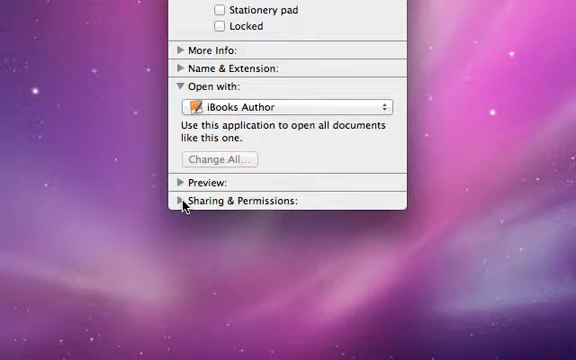 Stationery pad
Locked
More Info:
Name & Extension:
Open with:
iBooks Author
Use this application to open all documents
like this one.
Change All...
Preview:
Sharing & Permissions: